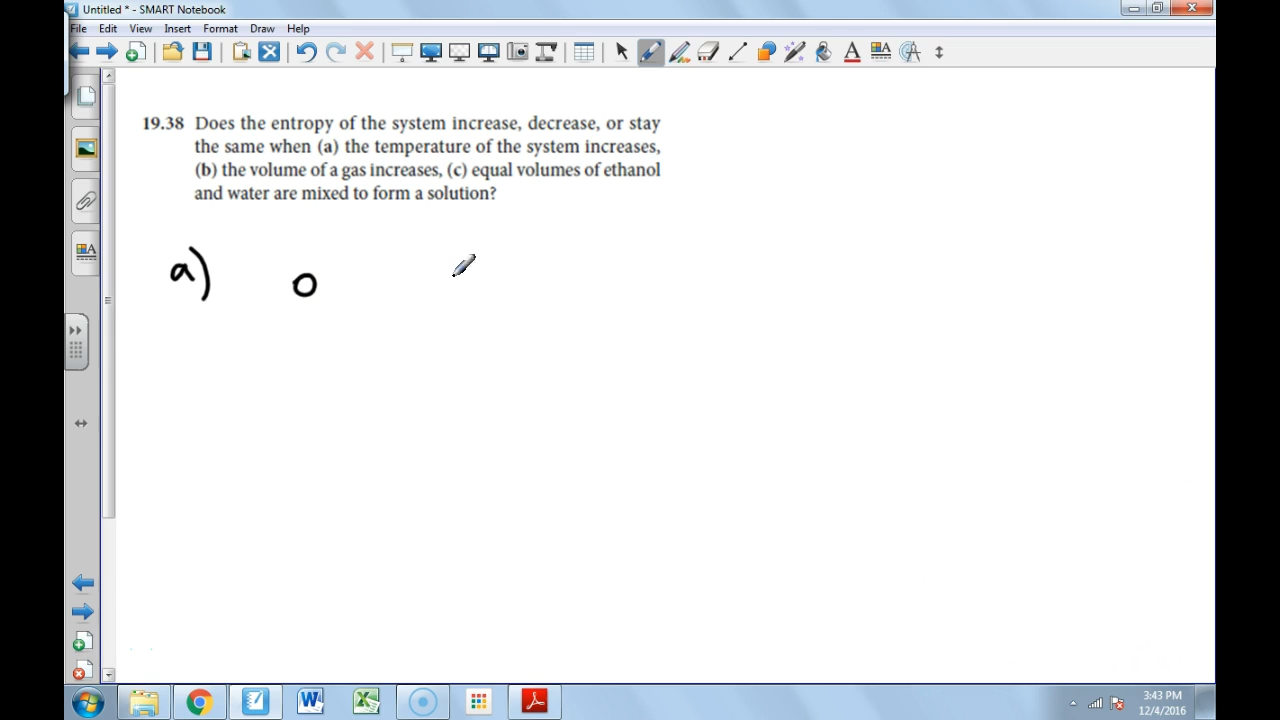 Untitled * - SMART Notebook
File Edit View Insert Format Draw Help
19.38 Does the entropy of the system increase, decrease, or stay
the same when (a) the temperature of the system increases,
(b) the volume of a gas increases, (c) equal volumes of ethanol
and water are mixed to form a solution?
a) o
3:43 PM
12/4/2016